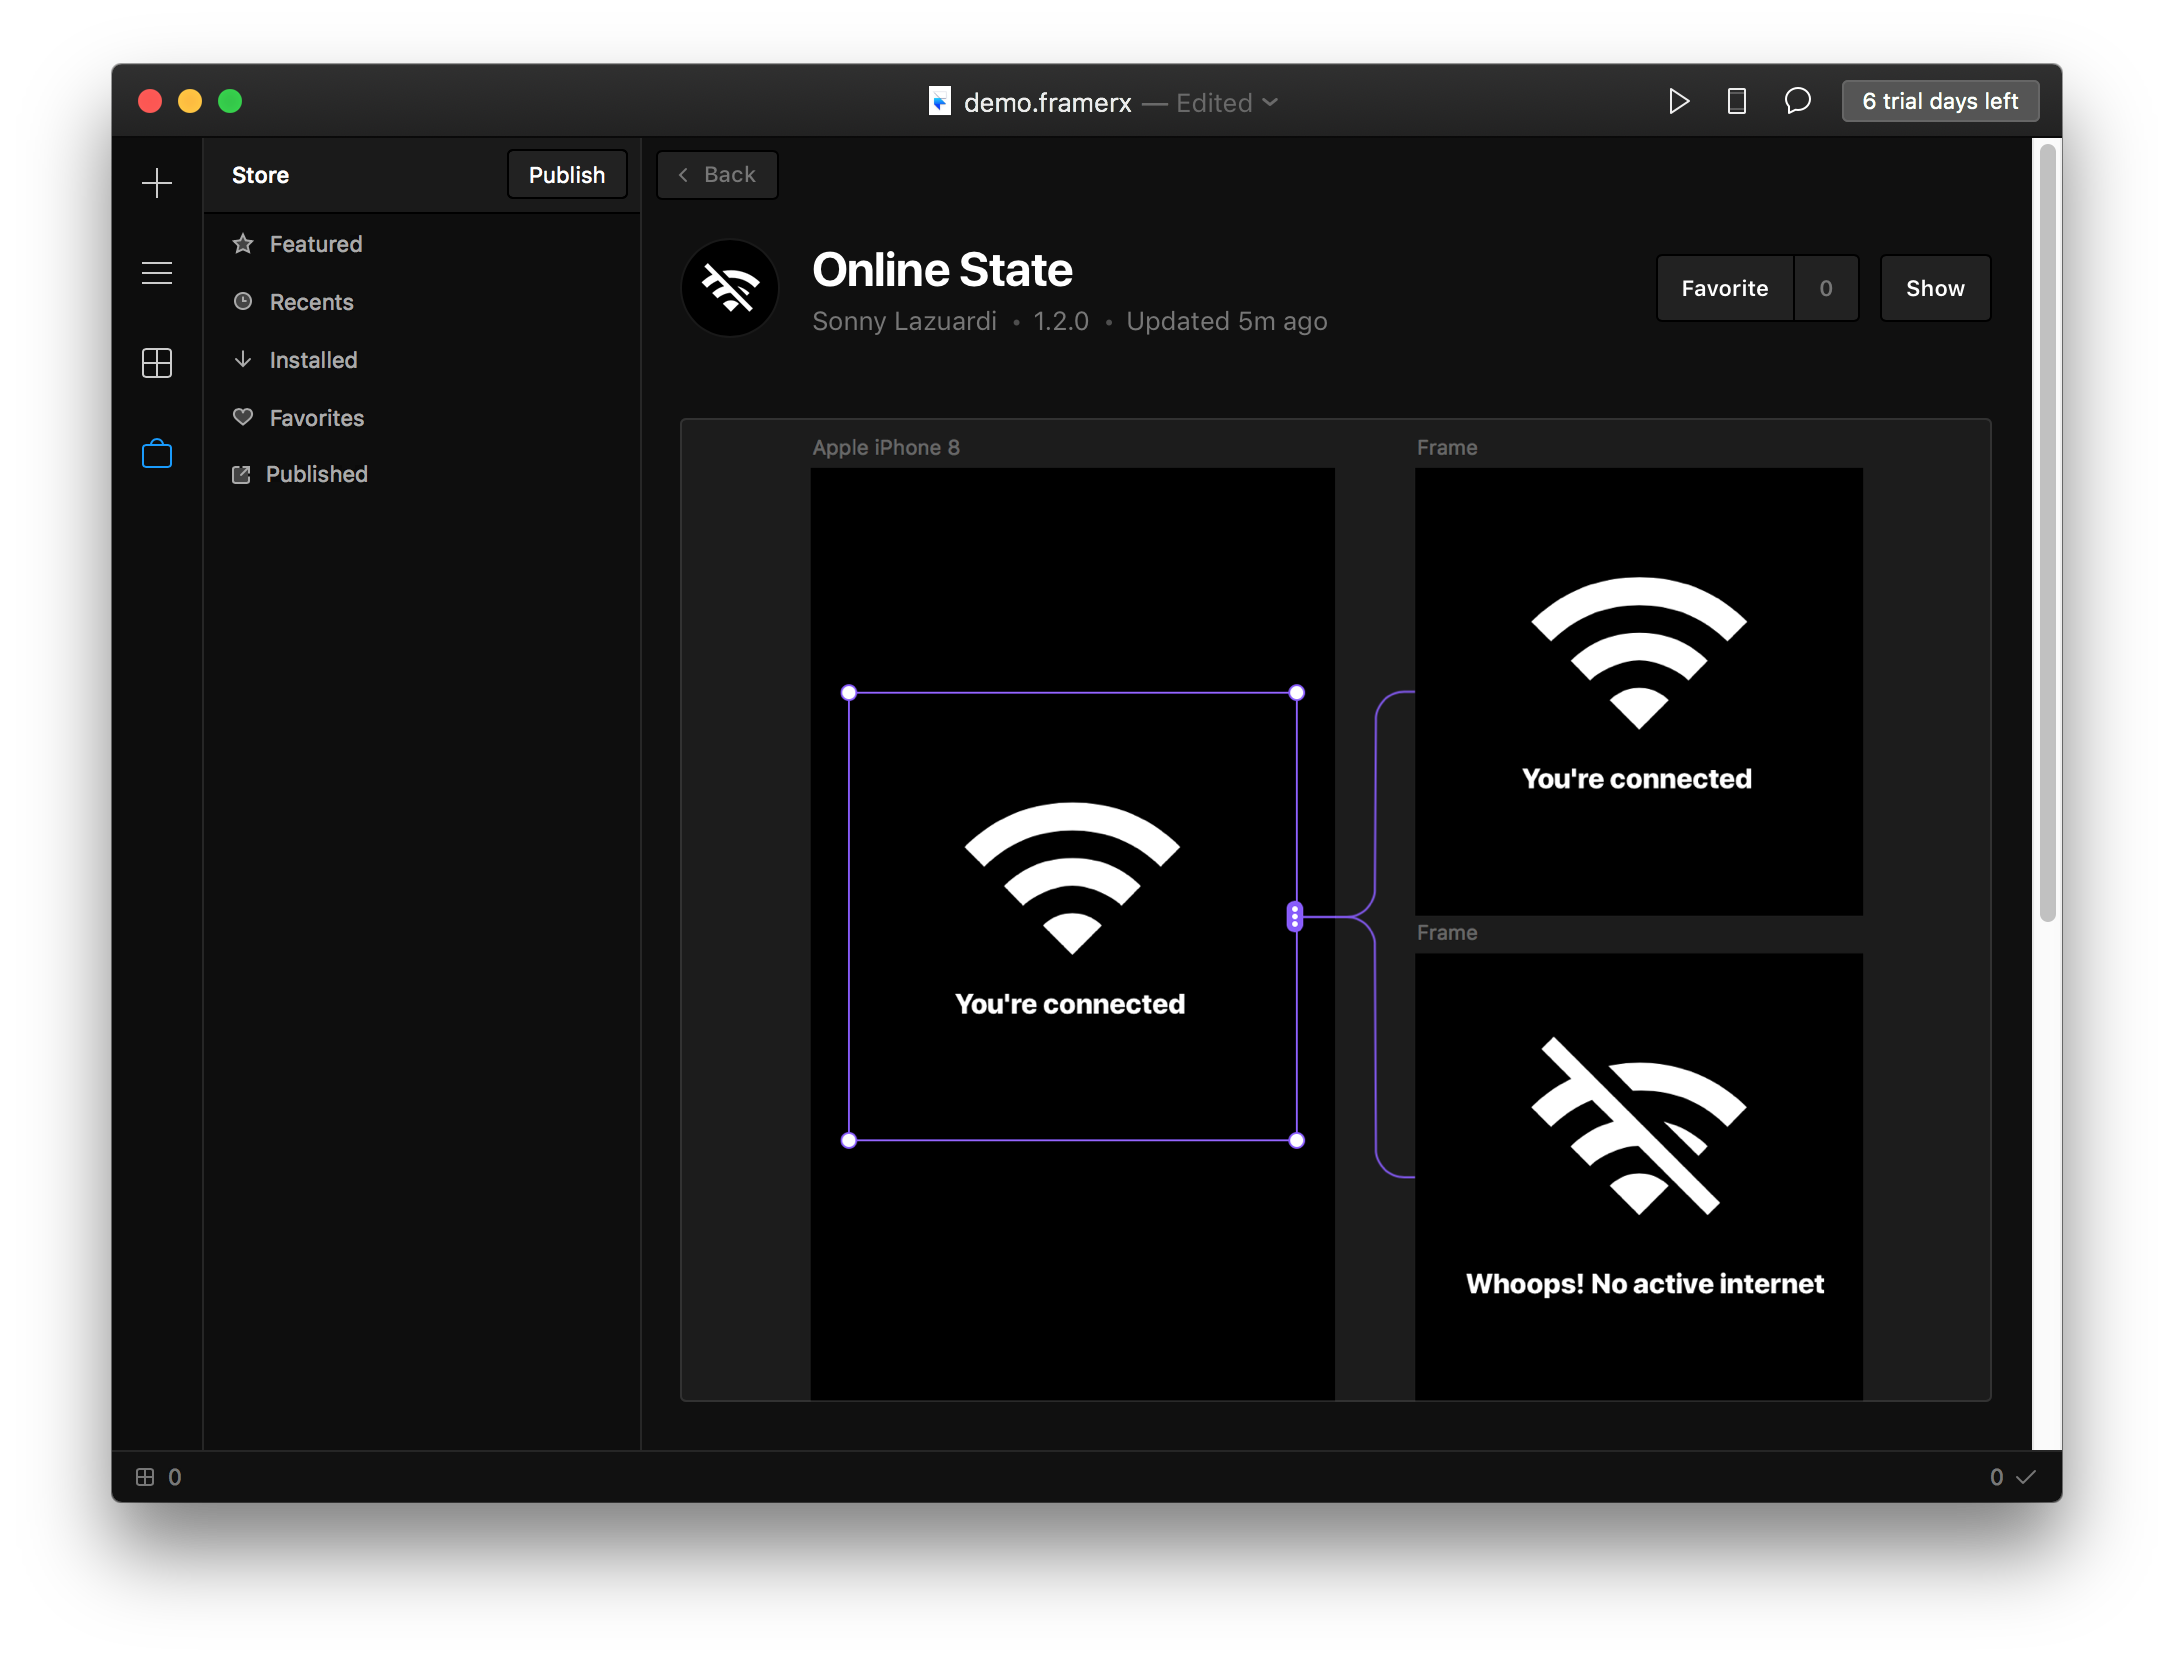 demo.framerx — Edited
6 trial days left
Store
Publish
Back
Featured
Recents
Installed
Favorites
Published
Online State
Sonny Lazuardi • 1.2.0 • Updated 5m ago
Favorite 0
Show
Apple iPhone 8
Frame
You're connected
You're connected
Frame
Whoops! No active internet
0
0